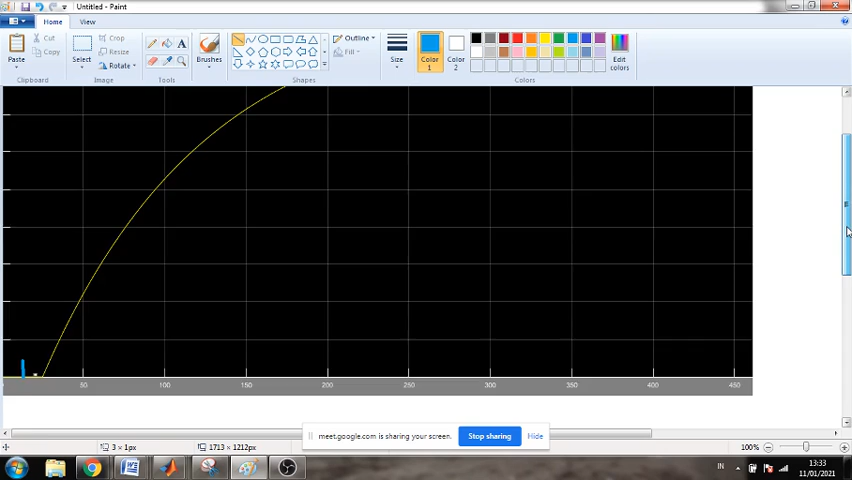 Untitled - Paint
Home
View
Cut
Copy
Paste
Clipboard
Select
Crop
Resize
Rotate
Image
Tools
Brushes
Outline
Fill
Shapes
Size
Color
1
Color
2
Edit
colors
Colors
50 100 150 200 250 300 350 400 450
meet.google.com is sharing your screen. Stop sharing Hide
3 × 1px
1713 × 1212px
100%
IN
13:33
11/01/2021